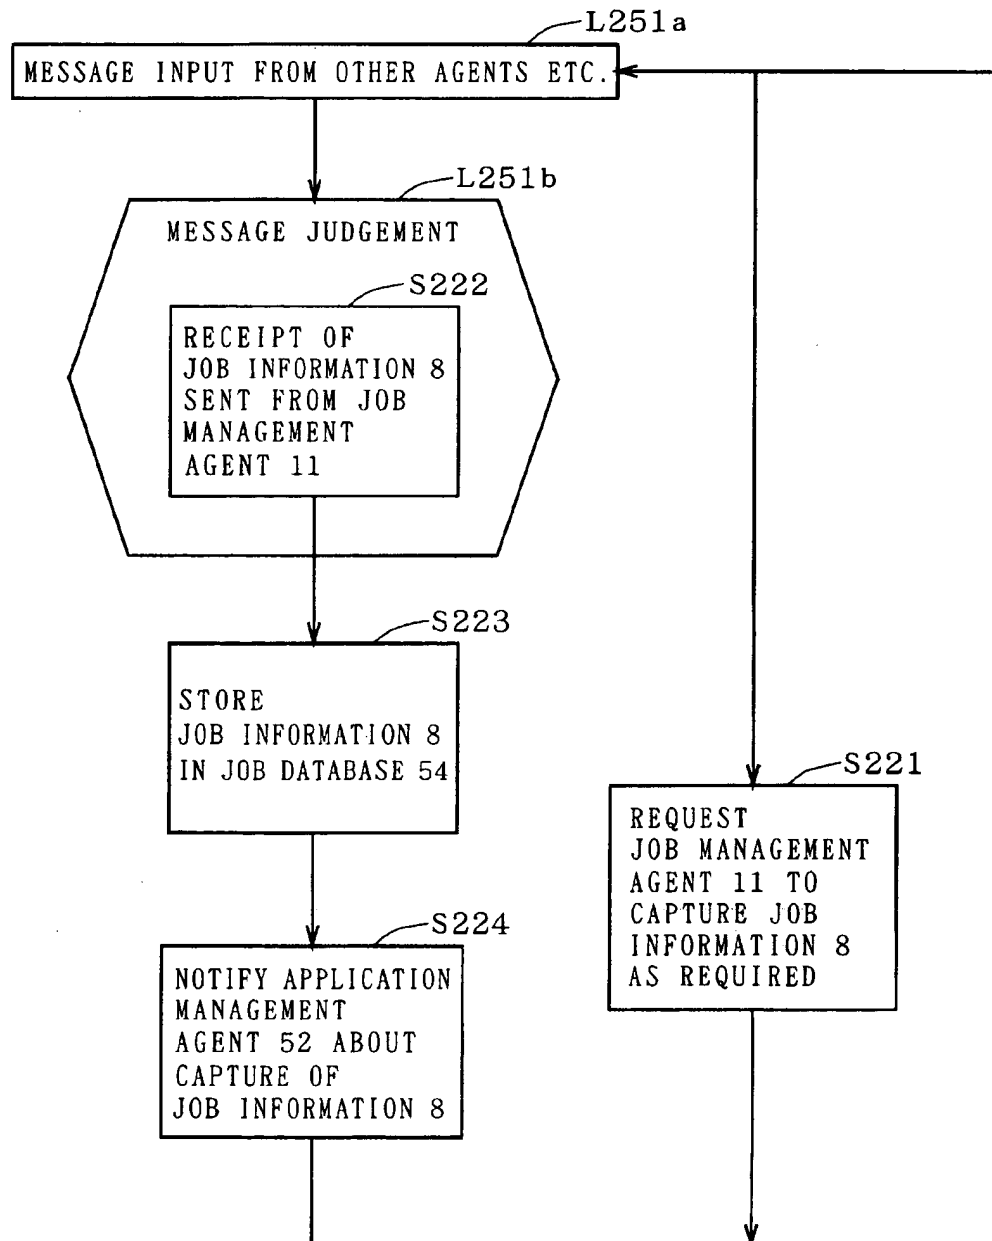 L251a
MESSAGE INPUT FROM OTHER AGENTS ETC.
L251b
MESSAGE JUDGEMENT
S222
RECEIPT OF
JOB INFORMATION 8
SENT FROM JOB
MANAGEMENT
AGENT 11
S223
STORE
JOB INFORMATION 8
IN JOB DATABASE 54
S221
REQUEST
JOB MANAGEMENT
AGENT 11 TO
CAPTURE JOB
INFORMATION 8
AS REQUIRED
S224
NOTIFY APPLICATION
MANAGEMENT
AGENT 52 ABOUT
CAPTURE OF
JOB INFORMATION 8